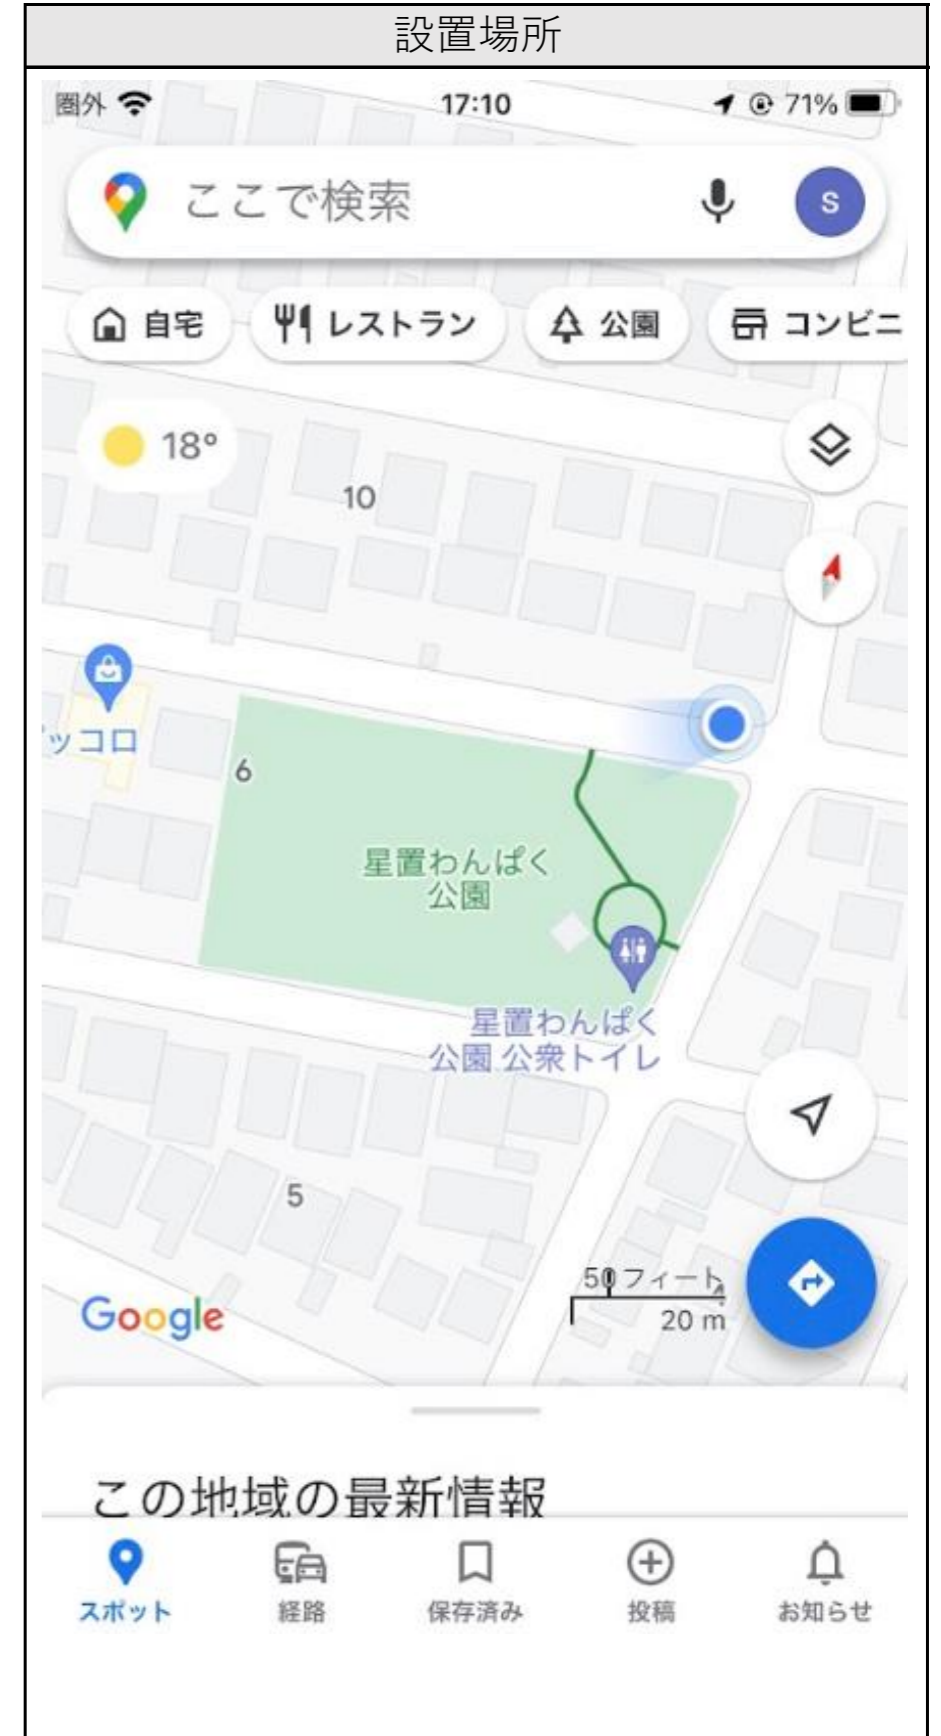 設置場所
圏外 17:10 71%
ここで検索 S
自宅 レストラン 公園 コンビニ
18°
10
ッコロ
6
星置わんぱく
公園
星置わんぱく
公園 公衆トイレ
5
50フィート
20 m
Google
この地域の最新情報
スポット 経路 保存済み 投稿 お知らせ